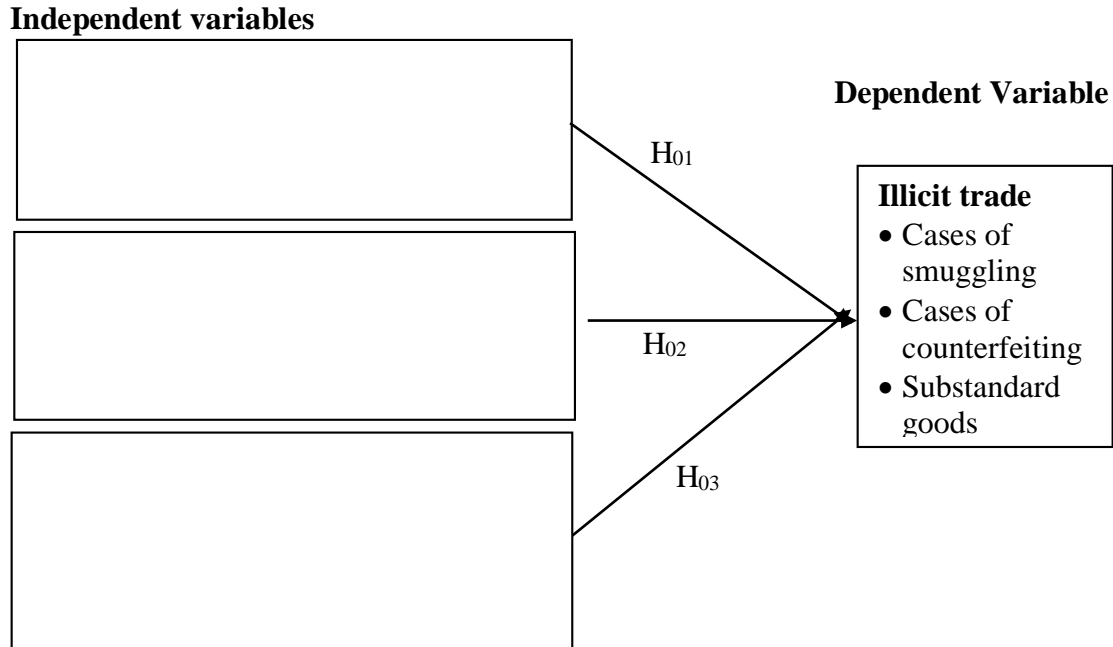 Independent variables
Dependent Variable
H₀₁
Illicit trade
• Cases of
smuggling
• Cases of
counterfeiting
• Substandard
goods
H₀₂
H₀₃